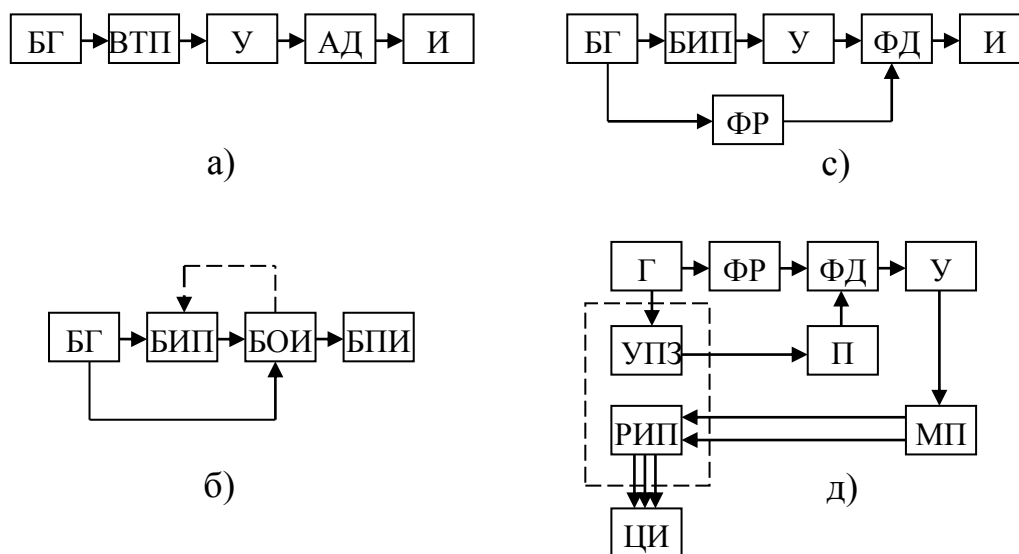 БГ ВТП У АД И
а)
БГ БИП У ФД И
ФР
с)
БГ БИП БОИ БПИ
б)
Г ФР ФД У
УПЗ П
РИП МП
ЦИ
д)